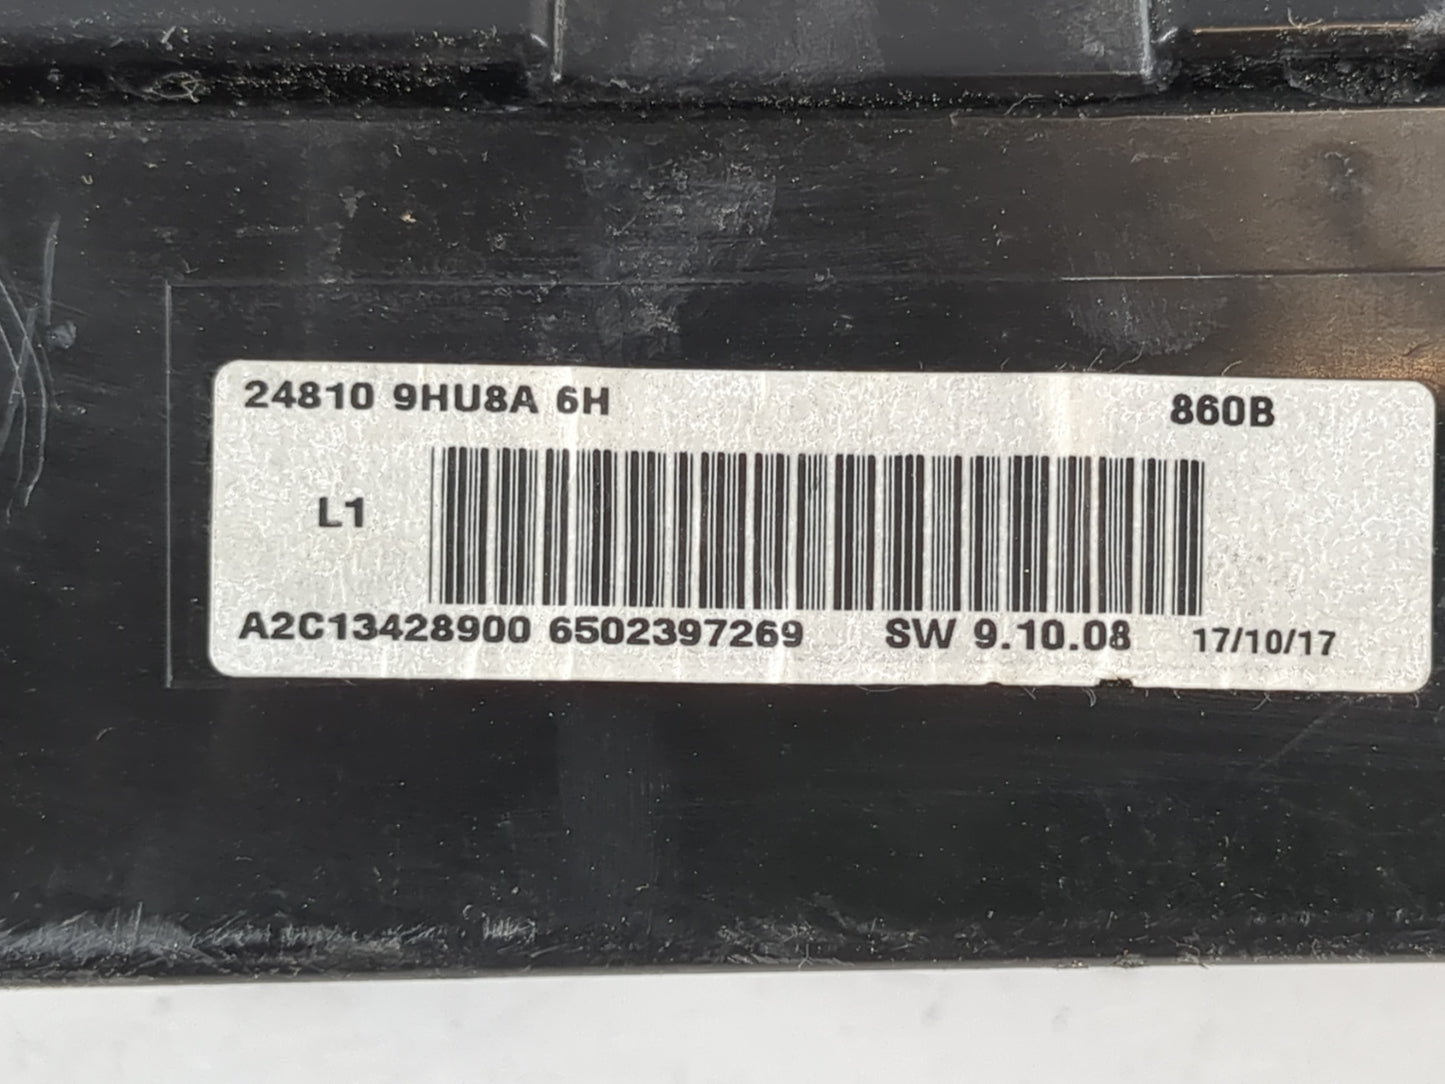 24810 9HU8A 6H 860B
L1
A2C13428900 6502397269 SW 9.10.08 17/10/17